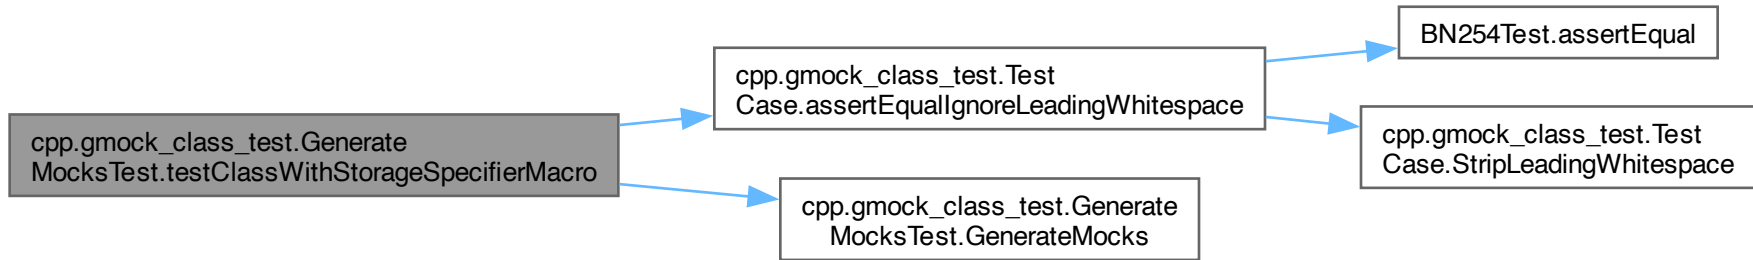 cpp.gmock_class_test.Generate
MocksTest.testClassWithStorageSpecifierMacro
cpp.gmock_class_test.Test
Case.assertEqualIgnoreLeadingWhitespace
BN254Test.assertEqual
cpp.gmock_class_test.Test
Case.StripLeadingWhitespace
cpp.gmock_class_test.Generate
MocksTest.GenerateMocks